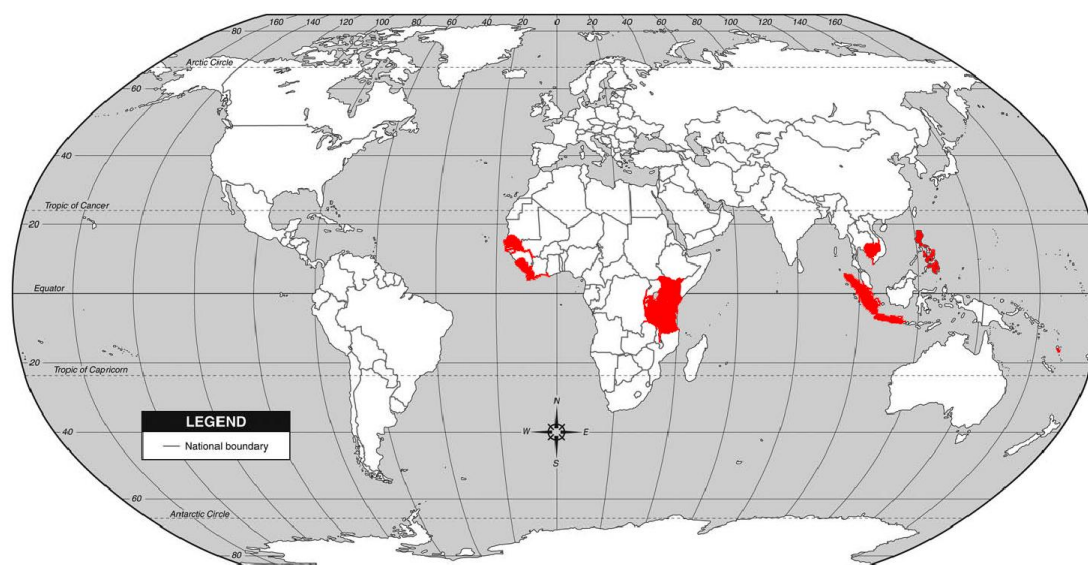 160 140 120 100 80 60 40 20 0 20 40 60 80 100 120 140 160
80
Arctic Circle
60
40
Tropic of Cancer
20
Equator
0
20
Tropic of Capricorn
LEGEND
National boundary
N
W E
S
40
60
Antarctic Circle
80